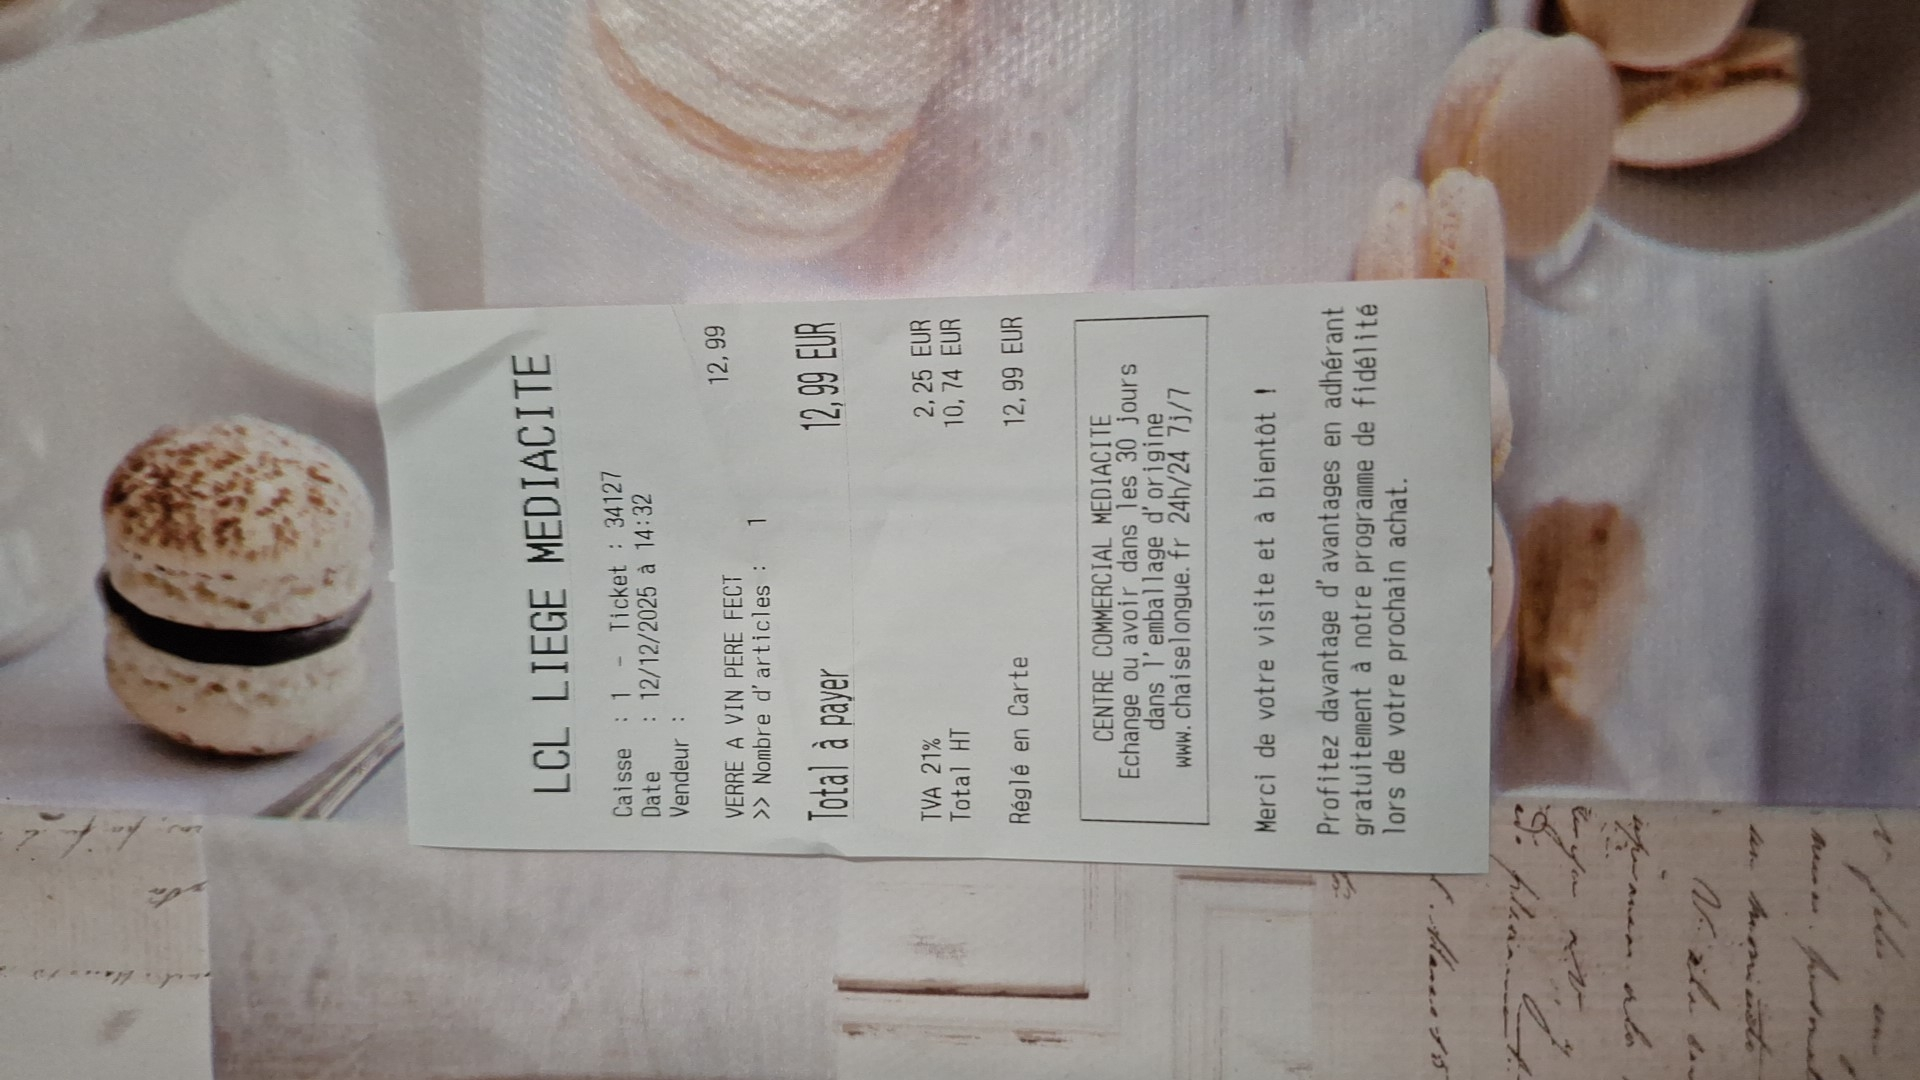 LCL LIEGE MEDIACITE
Caisse : 1 - Ticket : 34127
Date : 12/12/2025 à 14:32
Vendeur :
VERRE A VIN PERE FECT 12,99
>> Nombre d'articles : 1
Total à payer 12,99 EUR
TVA 21% 2,25 EUR
Total HT 10,74 EUR
Réglé en Carte 12,99 EUR
CENTRE COMMERCIAL MEDIACITE
Echange ou avoir dans les 30 jours
dans l'emballage d'origine
www.chaiselongue.fr 24h/24 7j/7
Merci de votre visite et à bientôt !
Profitez davantage d'avantages en adhérant
gratuitement à notre programme de fidélité
lors de votre prochain achat.